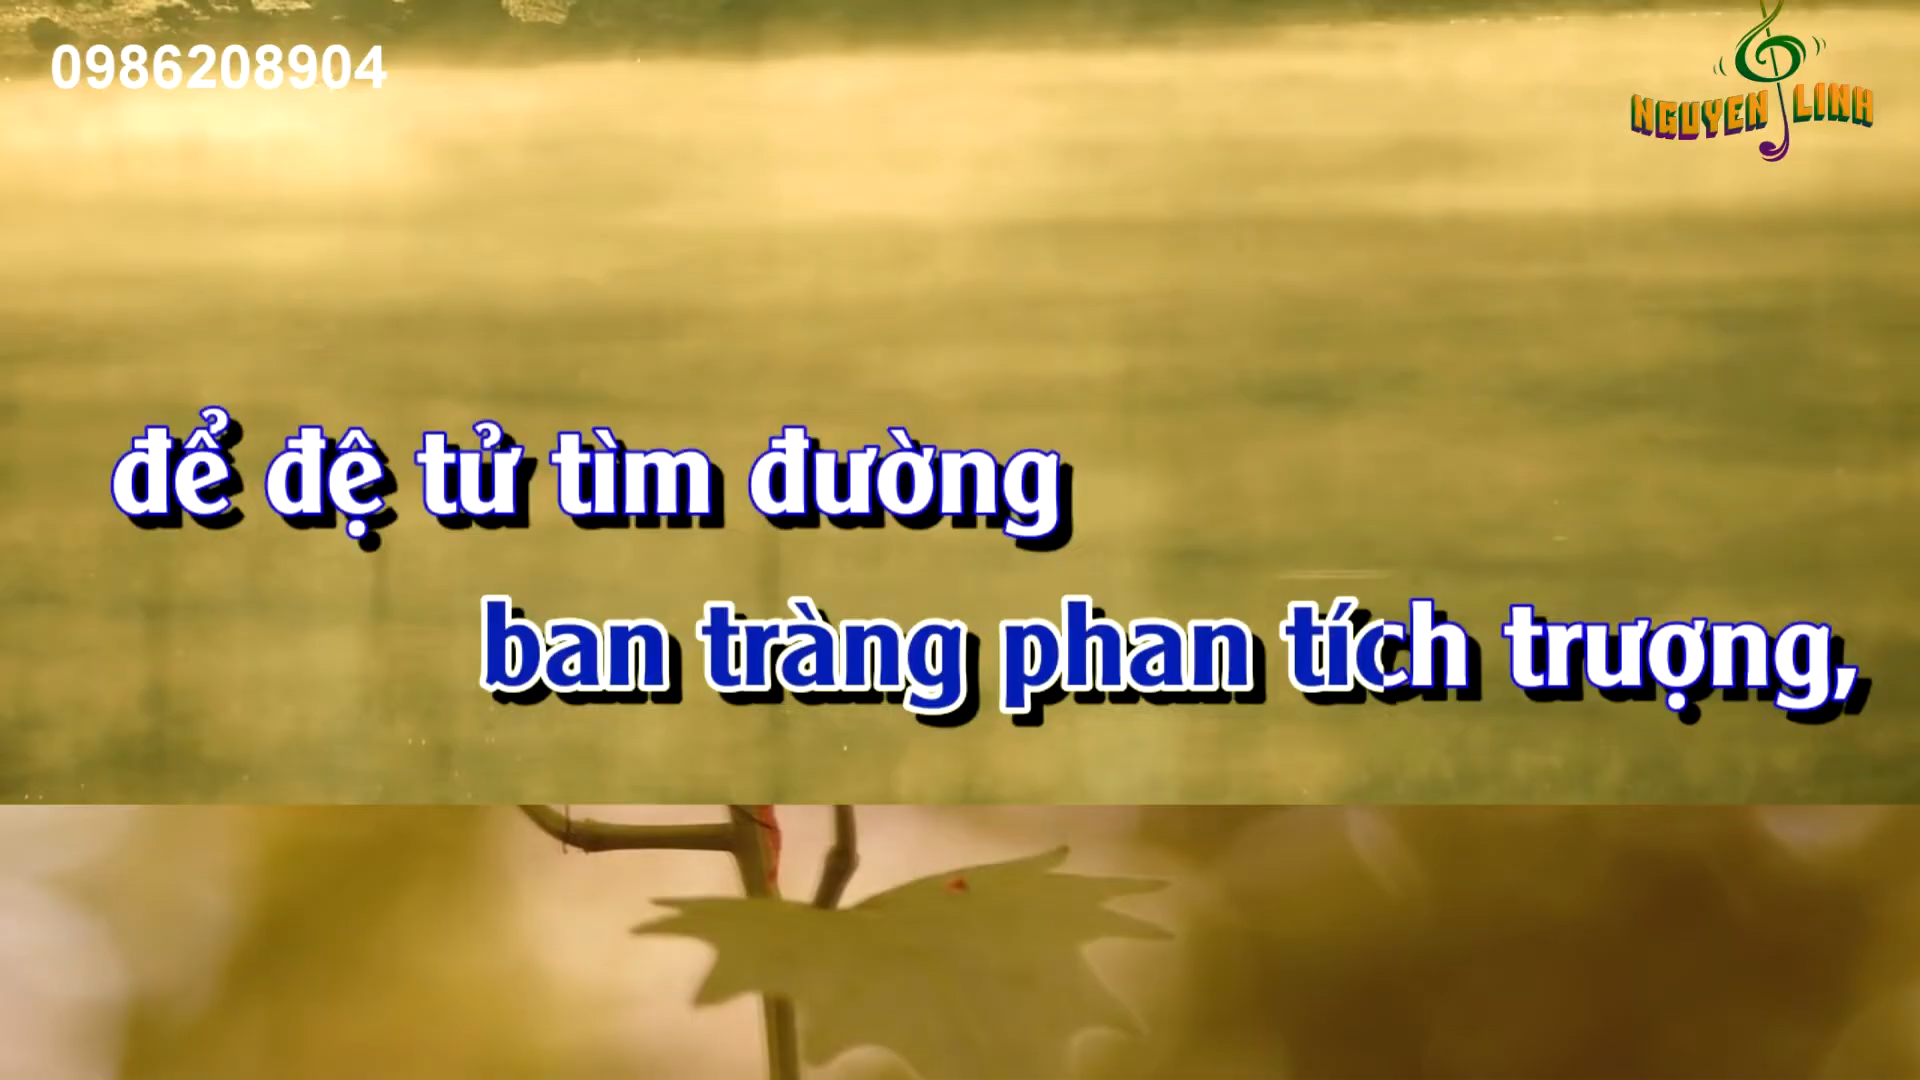 0986208904
NGUYEN LINH
để đệ tử tìm đường
ban tràng phan tích trượng,